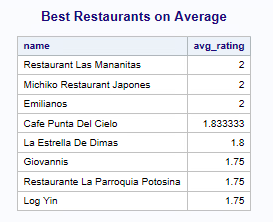 Best Restaurants on Average
name avg_rating
Restaurant Las Mananitas 2
Michiko Restaurant Japones 2
Emilianos 2
Cafe Punta Del Cielo 1.833333
La Estrella De Dimas 1.8
Giovannis 1.75
Restaurante La Parroquia Potosina 1.75
Log Yin 1.75